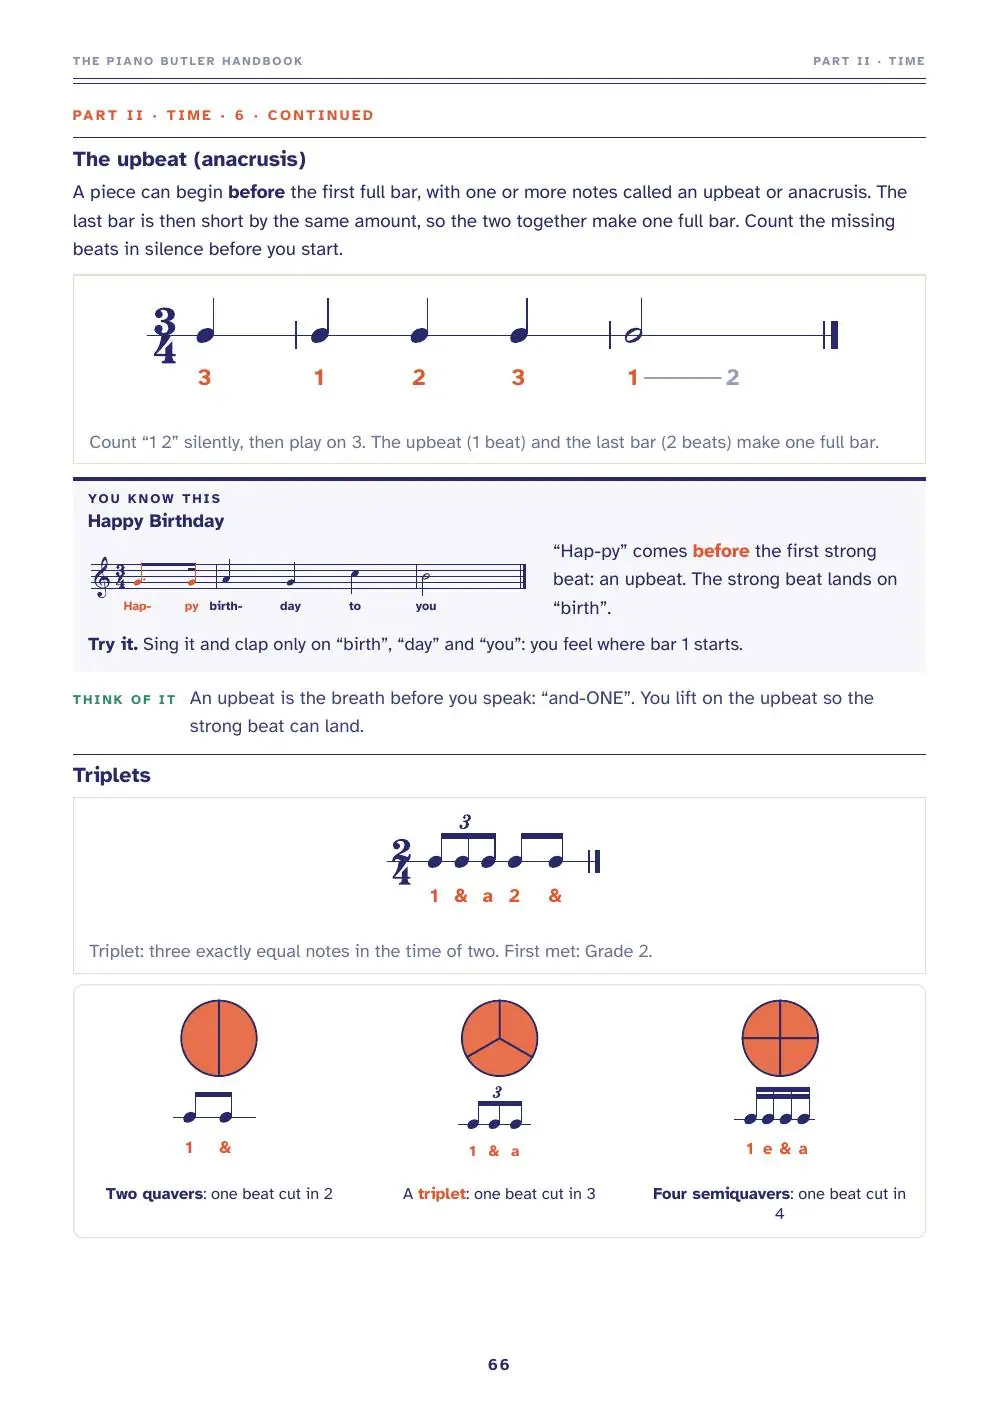 THE PIANO BUTLER HANDBOOK PART II · TIME
PART II · TIME · 6 · CONTINUED
The upbeat (anacrusis)
A piece can begin before the first full bar, with one or more notes called an upbeat or anacrusis. The
last bar is then short by the same amount, so the two together make one full bar. Count the missing
beats in silence before you start.
3
4
3 1 2 3 1 2
Count “1 2” silently, then play on 3. The upbeat (1 beat) and the last bar (2 beats) make one full bar.
YOU KNOW THIS
Happy Birthday
3
4
Hap- py birth- day to you
“Hap-py” comes before the first strong
beat: an upbeat. The strong beat lands on
“birth”.
Try it. Sing it and clap only on “birth”, “day” and “you”: you feel where bar 1 starts.
THINK OF IT An upbeat is the breath before you speak: “and-ONE”. You lift on the upbeat so the
strong beat can land.
Triplets
3
2
4
1 & a 2 &
Triplet: three exactly equal notes in the time of two. First met: Grade 2.
3
1 & 1 & a 1 e & a
Two quavers: one beat cut in 2
A triplet: one beat cut in 3
Four semiquavers: one beat cut in
4
66